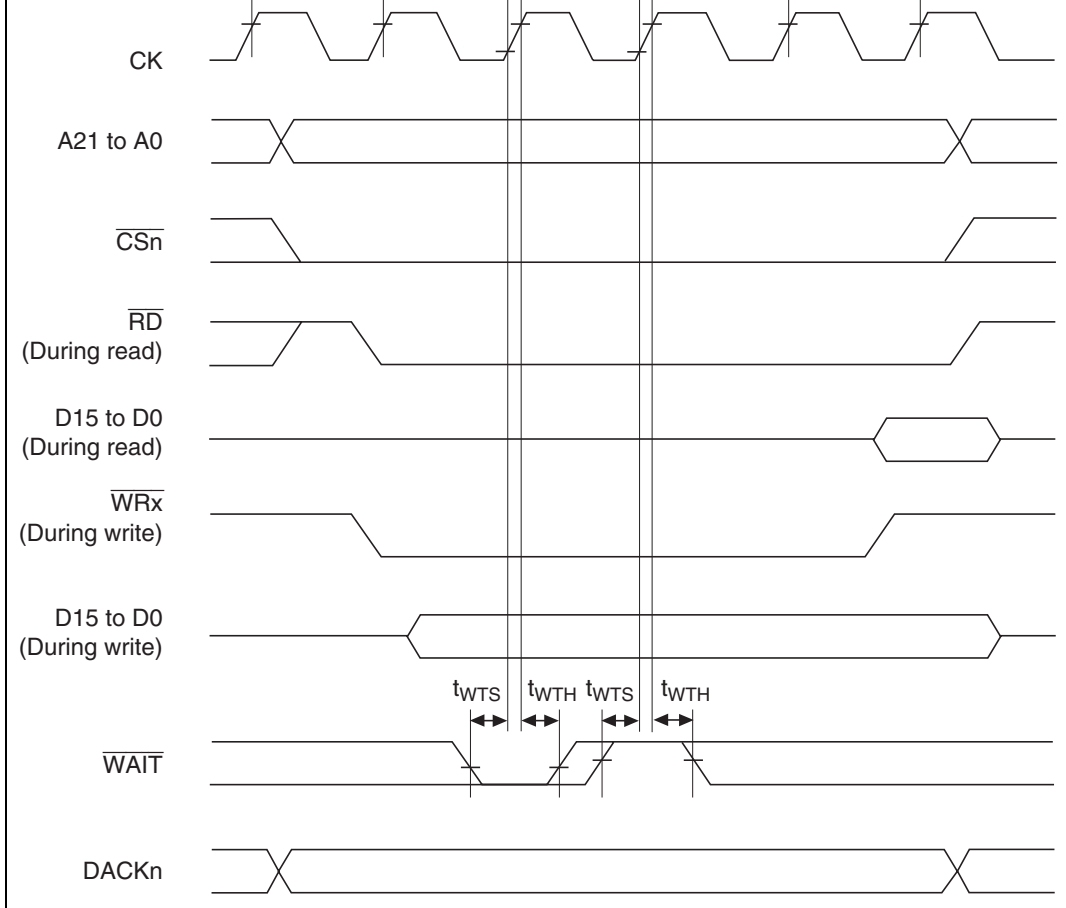 CK
A21 to A0
CSn
RD
(During read)
D15 to D0
(During read)
WRx
(During write)
D15 to D0
(During write)
tWTS tWTH tWTS tWTH
WAIT
DACKn